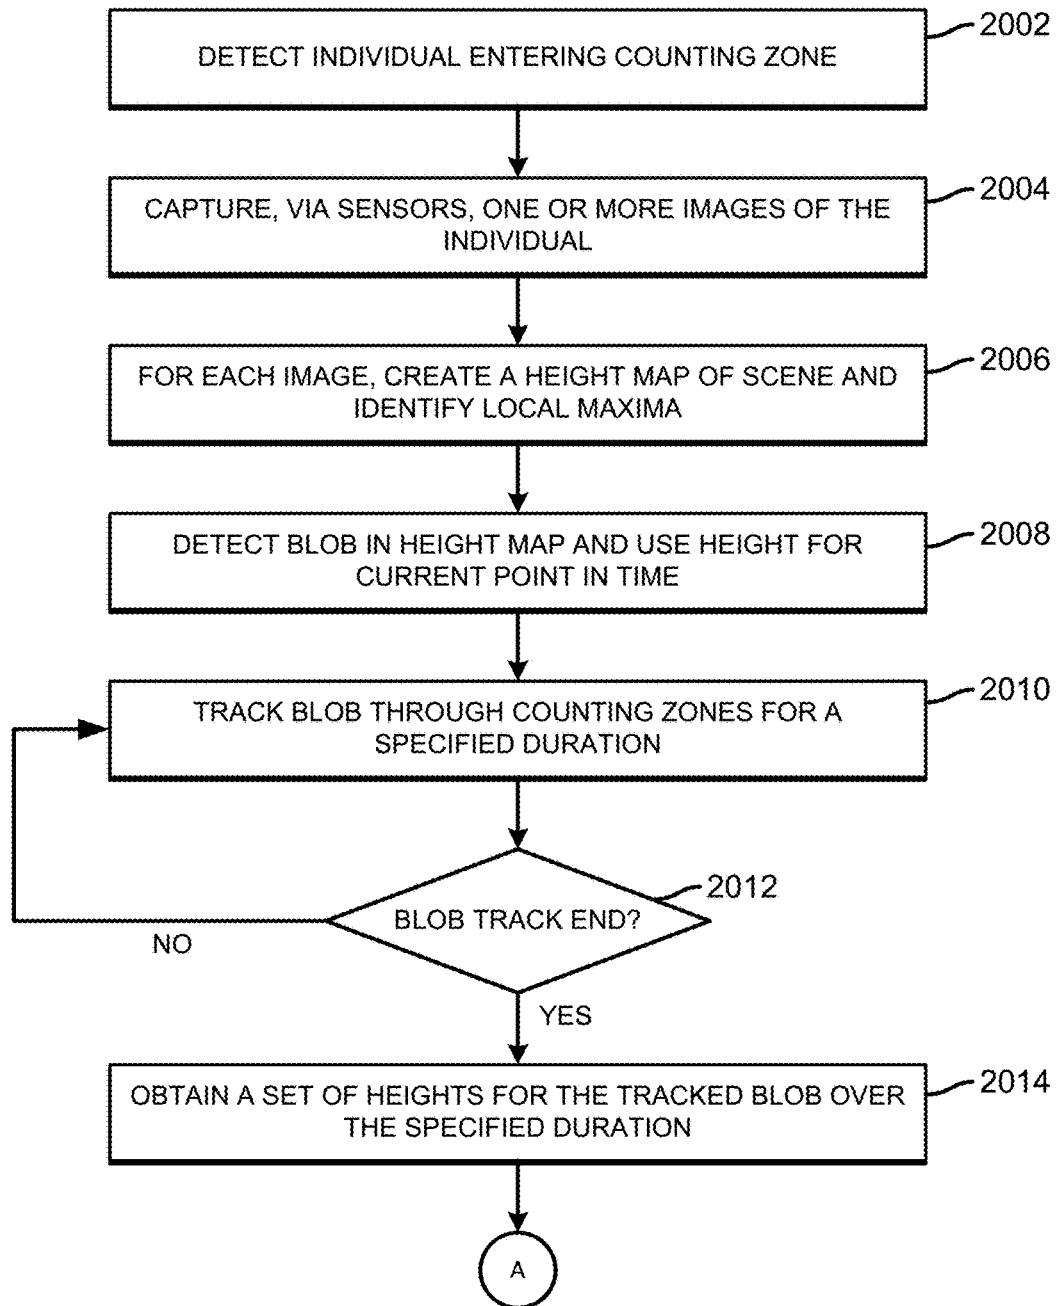 DETECT INDIVIDUAL ENTERING COUNTING ZONE
2002
CAPTURE, VIA SENSORS, ONE OR MORE IMAGES OF THE
INDIVIDUAL
2004
FOR EACH IMAGE, CREATE A HEIGHT MAP OF SCENE AND
IDENTIFY LOCAL MAXIMA
2006
DETECT BLOB IN HEIGHT MAP AND USE HEIGHT FOR
CURRENT POINT IN TIME
2008
TRACK BLOB THROUGH COUNTING ZONES FOR A
SPECIFIED DURATION
2010
BLOB TRACK END?
2012
NO
YES
OBTAIN A SET OF HEIGHTS FOR THE TRACKED BLOB OVER
THE SPECIFIED DURATION
2014
A